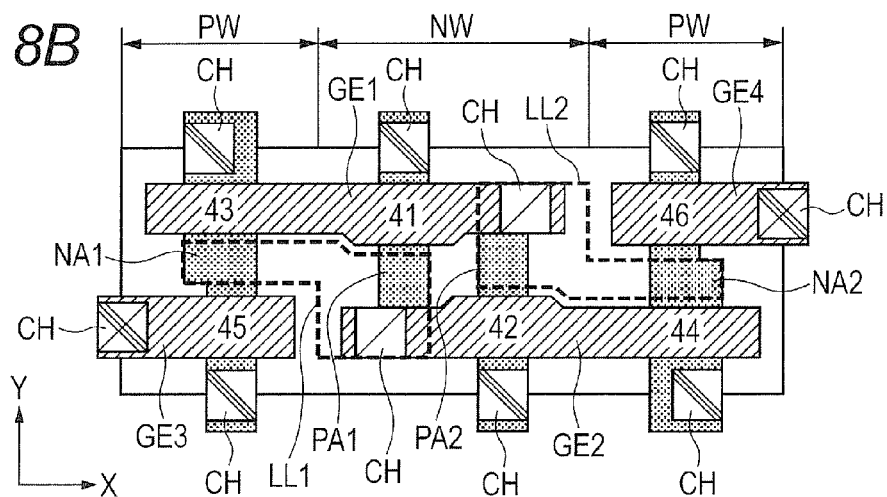 8B
PW NW PW
CH GE1 CH CH LL2 CH GE4
43 41 46
CH
NA1 NA2
CH 45 42 44
Y
GE3 CH LL1 PA1 CH PA2 CH GE2 CH
X